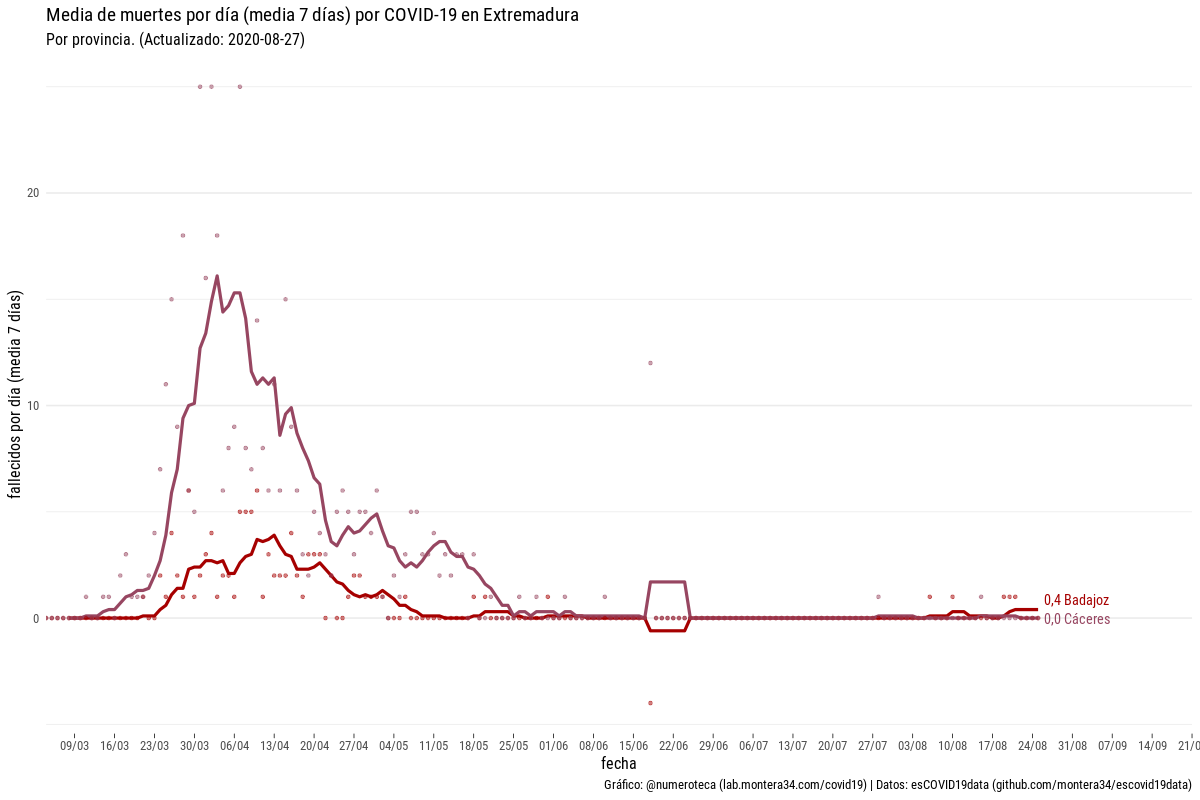 Media de muertes por día (media 7 días) por COVID-19 en Extremadura
Por provincia. (Actualizado: 2020-08-27)
fallecidos por día (media 7 días)
20
10
0
0,4 Badajoz
0,0 Cáceres
09/03 16/03 23/03 30/03 06/04 13/04 20/04 27/04 04/05 11/05 18/05 25/05 01/06 08/06 15/06 22/06 29/06 06/07 13/07 20/07 27/07 03/08 10/08 17/08 24/08 31/08 07/09 14/09 21/0
fecha
Gráfico: @numeroteca (lab.montera34.com/covid19) | Datos: esCOVID19data (github.com/montera34/escovid19data)